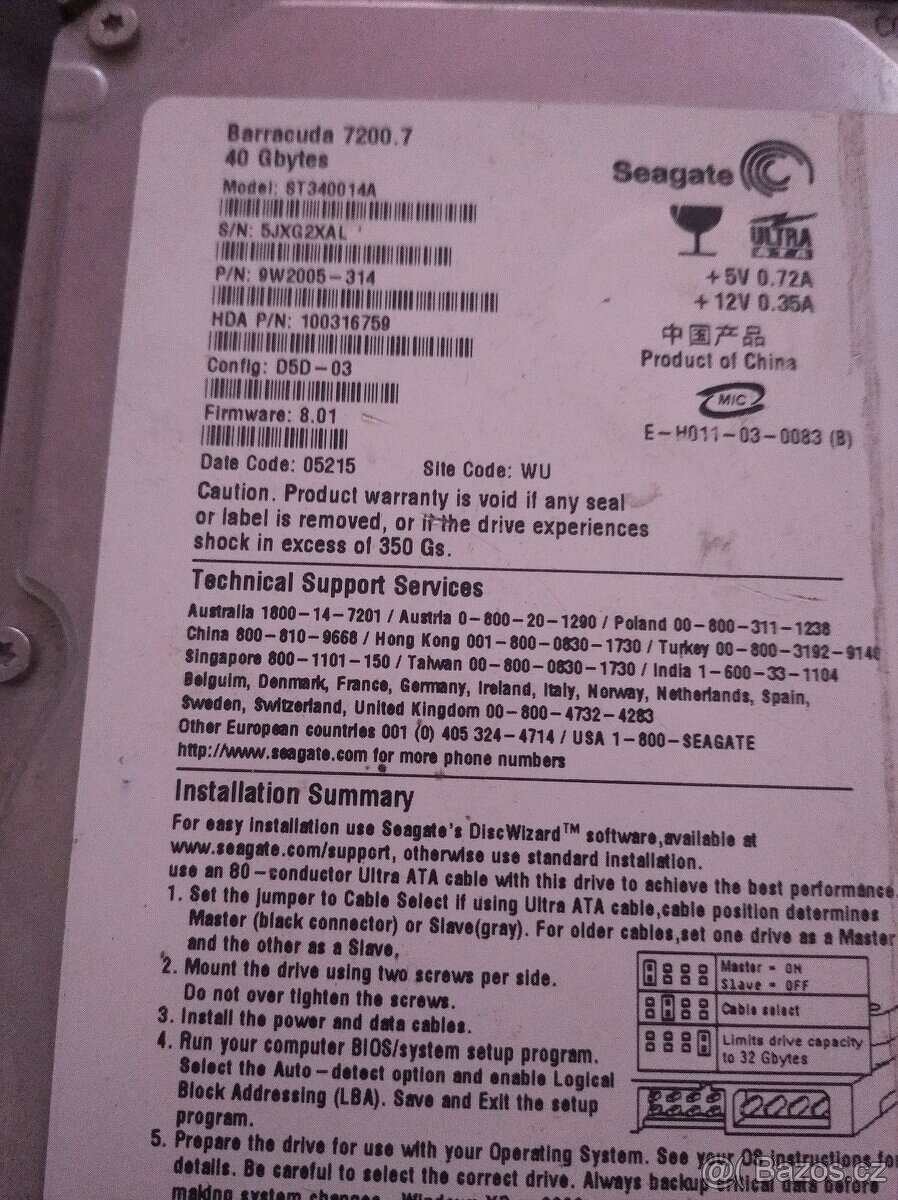 Barracuda 7200.7
40 Gbytes
Model: ST340014A
S/N: 5JXG2XAL
P/N: 9W2005-314
HDA P/N: 100316759
Config: D5D-03
Firmware: 8.01
Date Code: 05215 Site Code: WU
Seagate
ULTRA
ATA
+5V 0.72A
+12V 0.35A
中国产品
Product of China
MIC
E-H011-03-0083 (B)
Caution. Product warranty is void if any seal
or label is removed, or if the drive experiences
shock in excess of 350 Gs.
Technical Support Services
Australia 1800-14-7201 / Austria 0-800-20-1290 / Poland 00-800-311-1238
China 800-810-9668 / Hong Kong 001-800-0830-1730 / Turkey 00-800-3192-9140
Singapore 800-1101-150 / Taiwan 00-800-0830-1730 / India 1-600-33-1104
Belguim, Denmark, France, Germany, Ireland, Italy, Norway, Netherlands, Spain,
Sweden, Switzerland, United Kingdom 00-800-4732-4283
Other European countries 001 (0) 405 324-4714 / USA 1-800-SEAGATE
http://www.seagate.com for more phone numbers
Installation Summary
For easy installation use Seagate's DiscWizard™ software,available at
www.seagate.com/support, otherwise use standard installation.
use an 80-conductor Ultra ATA cable with this drive to achieve the best performance.
1. Set the jumper to Cable Select if using Ultra ATA cable,cable position determines
Master (black connector) or Slave(gray). For older cables,set one drive as a Master
and the other as a Slave,
2. Mount the drive using two screws per side.
Do not over tighten the screws.
3. Install the power and data cables.
4. Run your computer BIOS/system setup program.
Select the Auto-detect option and enable Logical
Block Addressing (LBA). Save and Exit the setup
program.
Master = ON
Slave = OFF
Cable select
Limits drive capacity
to 32 Gbytes
5. Prepare the drive for use with your Operating System. See your OS instructions for
details. Be careful to select the correct drive. Always backup critical data before
making system changes.
@( Bazos.cz